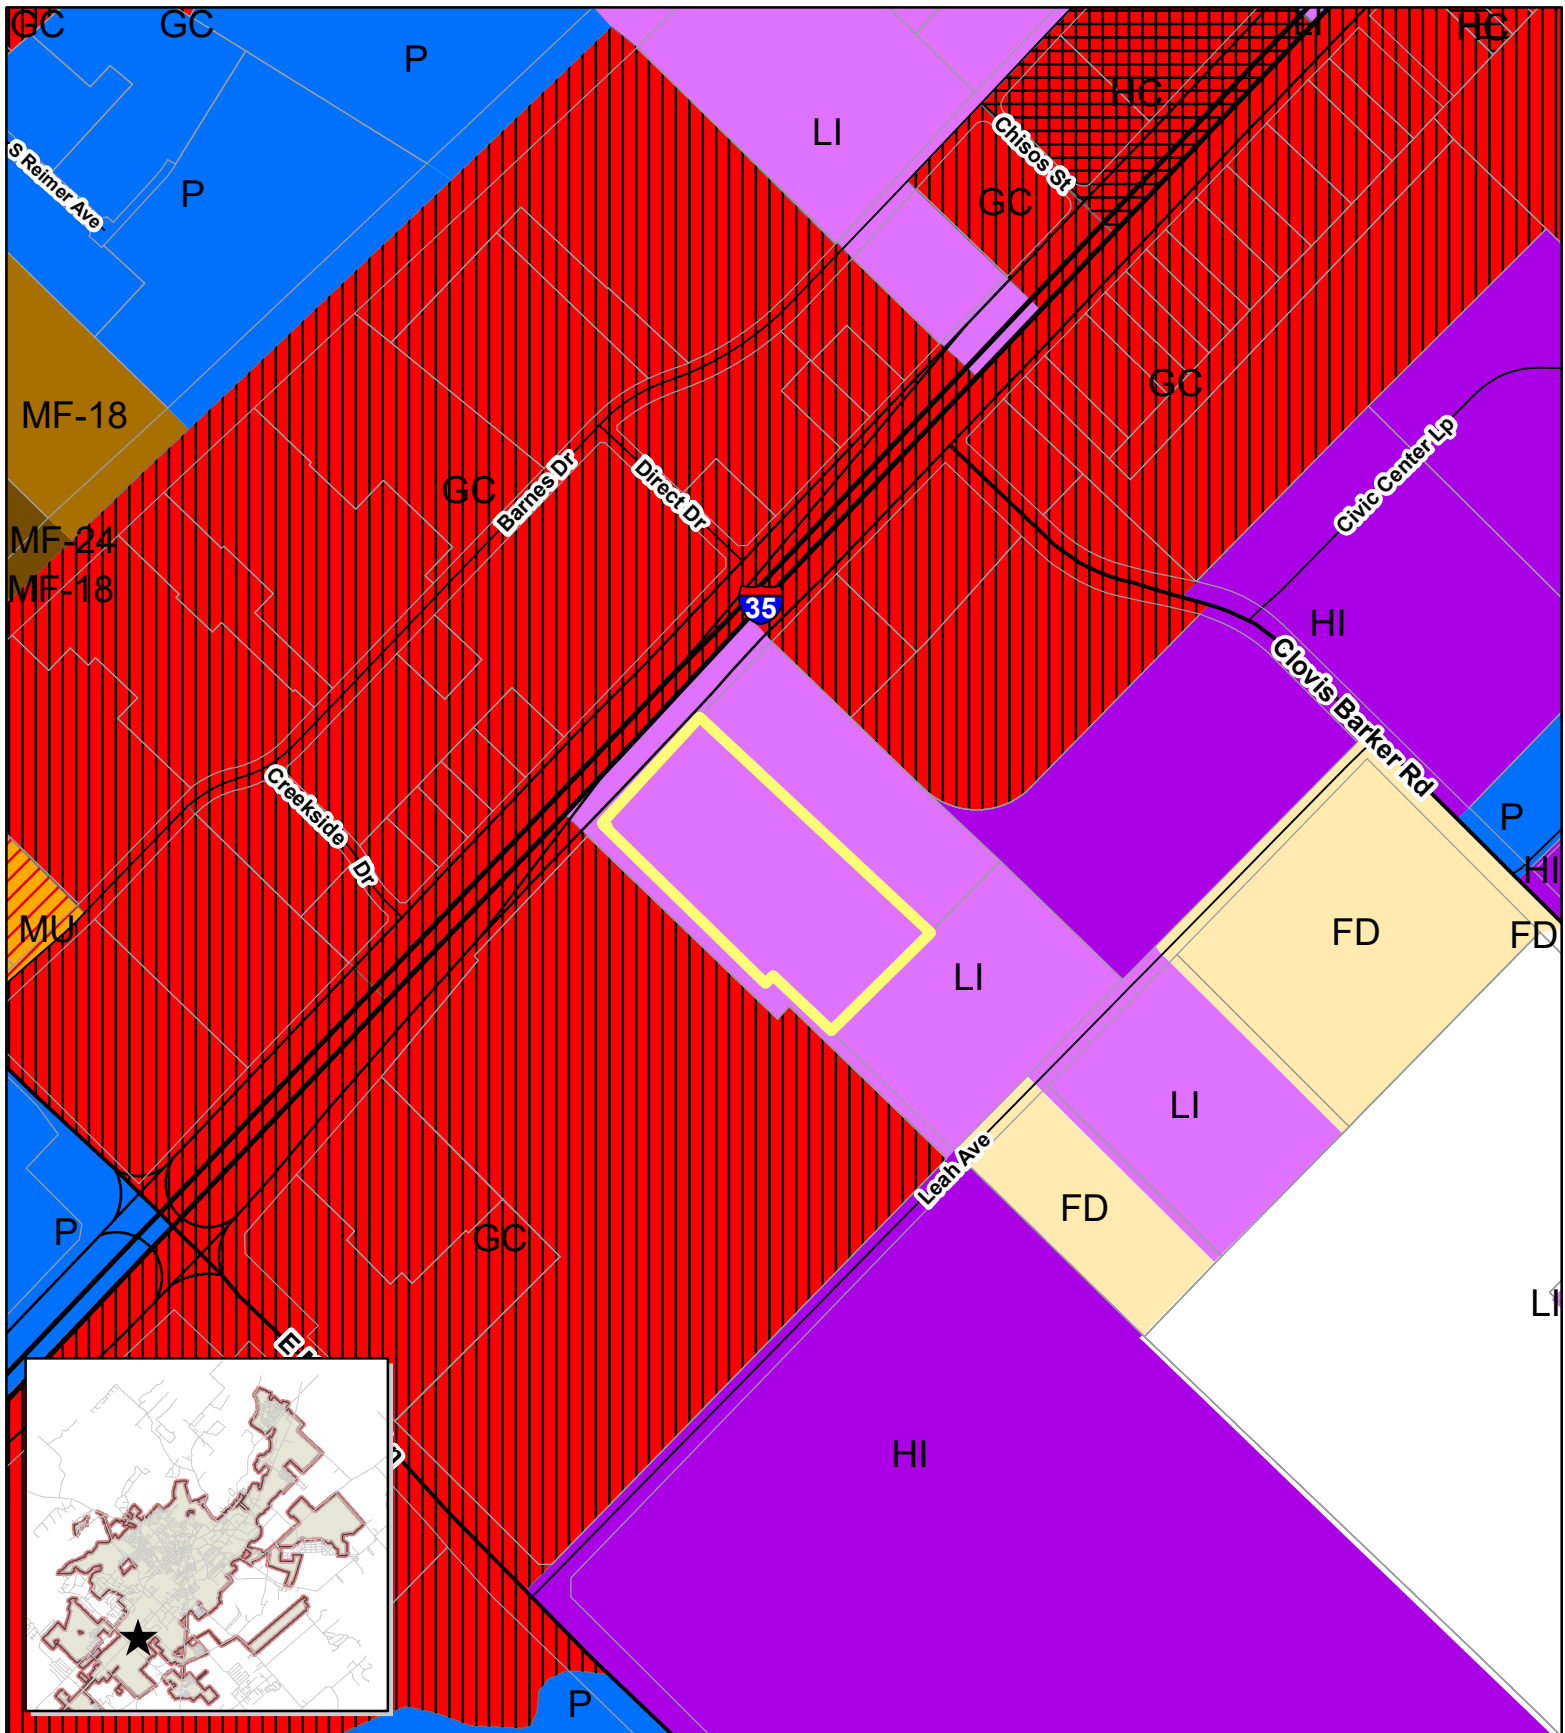 GC
GC
P
LI
HC
LI
HC
Chisos St
S Reimer Ave
P
GC
GC
MF-18
Civic Center Lp
GC
Barnes Dr
Direct Dr
MF-24
MF-18
35
HI
Clovis Barker Rd
Creekside Dr
P
HI
MU
FD
FD
LI
LI
Leah Ave
FD
P
GC
LI
HI
P